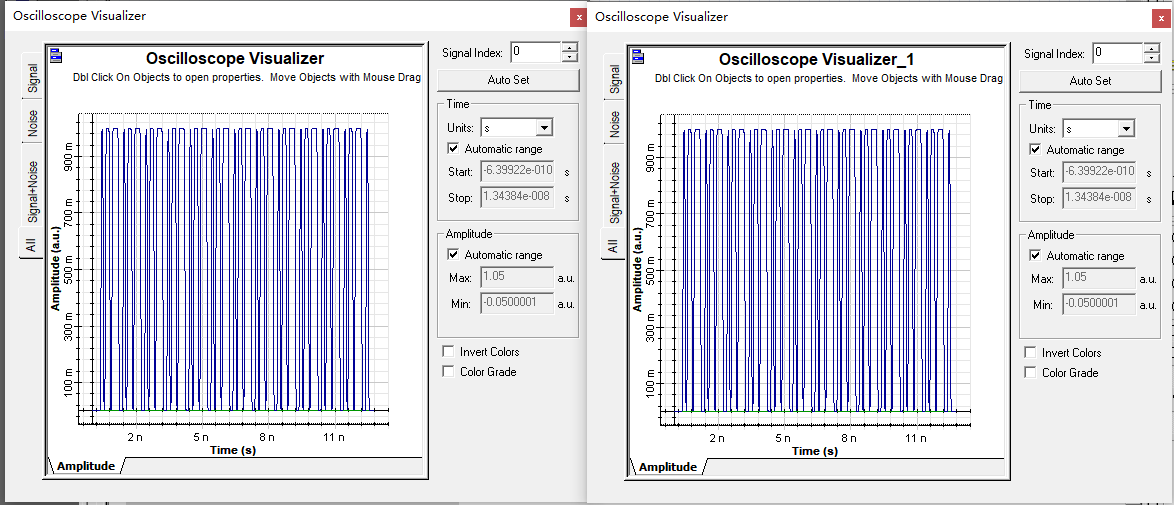 Oscilloscope Visualizer
x
Signal
Noise
Signal+Noise
All
Oscilloscope Visualizer
Dbl Click On Objects to open properties.  Move Objects with Mouse Drag
Amplitude (a.u.)
900 m
700 m
500 m
300 m
100 m
2 n
5 n
8 n
11 n
Time (s)
Amplitude
Signal Index: 0
Auto Set
Time
Units: s
Automatic range
Start: -6.39922e-010 s
Stop: 1.34384e-008 s
Amplitude
Automatic range
Max: 1.05 a.u.
Min: -0.0500001 a.u.
Invert Colors
Color Grade
Oscilloscope Visualizer
x
Signal
Noise
Signal+Noise
All
Oscilloscope Visualizer_1
Dbl Click On Objects to open properties.  Move Objects with Mouse Drag
Amplitude (a.u.)
900 m
700 m
500 m
300 m
100 m
2 n
5 n
8 n
11 n
Time (s)
Amplitude
Signal Index: 0
Auto Set
Time
Units: s
Automatic range
Start: -6.39922e-010 s
Stop: 1.34384e-008 s
Amplitude
Automatic range
Max: 1.05 a.u.
Min: -0.0500001 a.u.
Invert Colors
Color Grade